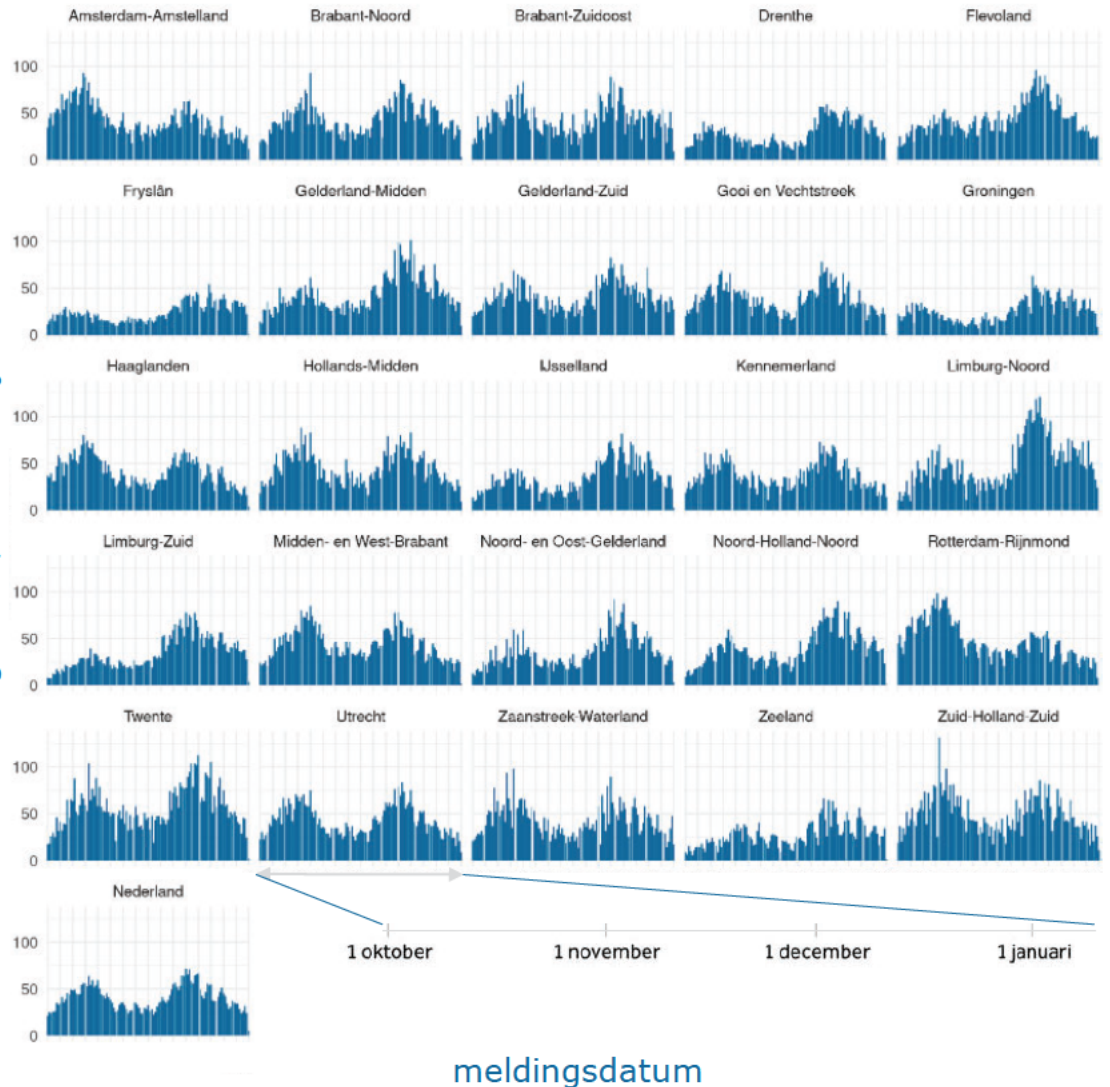 Amsterdam-Amstelland Brabant-Noord Brabant-Zuidoost Drenthe Flevoland
100
50
0
Fryslân Gelderland-Midden Gelderland-Zuid Gooi en Vechtstreek Groningen
100
50
0
Haaglanden Hollands-Midden IJsselland Kennemerland Limburg-Noord
100
50
0
Limburg-Zuid Midden- en West-Brabant Noord- en Oost-Gelderland Noord-Holland-Noord Rotterdam-Rijnmond
100
50
0
Twente Utrecht Zaanstreek-Waterland Zeeland Zuid-Holland-Zuid
100
50
0
Nederland
100
50
0
1 oktober 1 november 1 december 1 januari
meldingsdatum